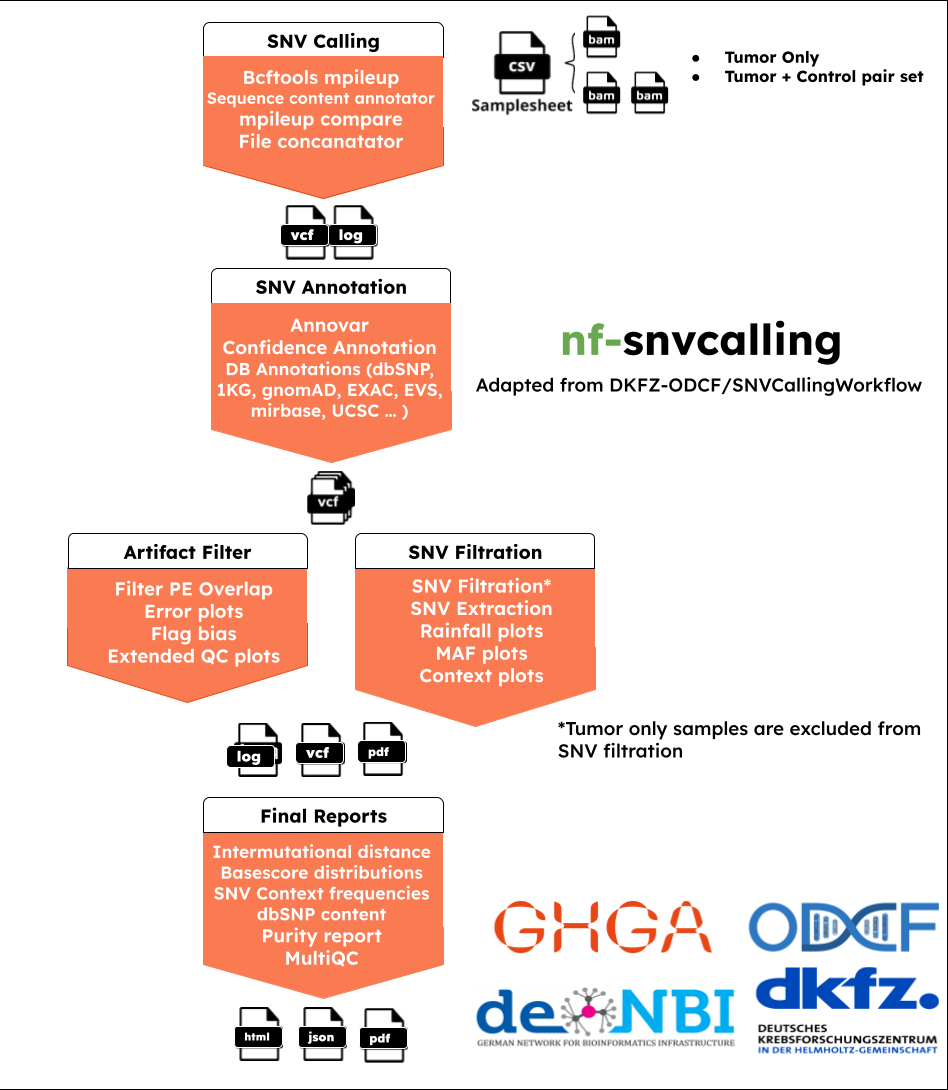 SNV Calling
Bcftools mpileup
Sequence content annotator
mpileup compare
File concanatator
csv
Samplesheet
bam
bam
bam
● Tumor Only
● Tumor + Control pair set
vcf
log
SNV Annotation
Annovar
Confidence Annotation
DB Annotations (dbSNP,
1KG, gnomAD, EXAC, EVS,
mirbase, UCSC ... )
nf-snvcalling
Adapted from DKFZ-ODCF/SNVCallingWorkflow
vcf
Artifact Filter
Filter PE Overlap
Error plots
Flag bias
Extended QC plots
SNV Filtration
SNV Filtration*
SNV Extraction
Rainfall plots
MAF plots
Context plots
*Tumor only samples are excluded from
SNV filtration
log
vcf
pdf
Final Reports
Intermutational distance
Basescore distributions
SNV Context frequencies
dbSNP content
Purity report
MultiQC
html
json
pdf
GHGA
ODCF
de NBI
GERMAN NETWORK FOR BIOINFORMATICS INFRASTRUCTURE
dkfz.
DEUTSCHES
KREBSFORSCHUNGSZENTRUM
IN DER HELMHOLTZ-GEMEINSCHAFT